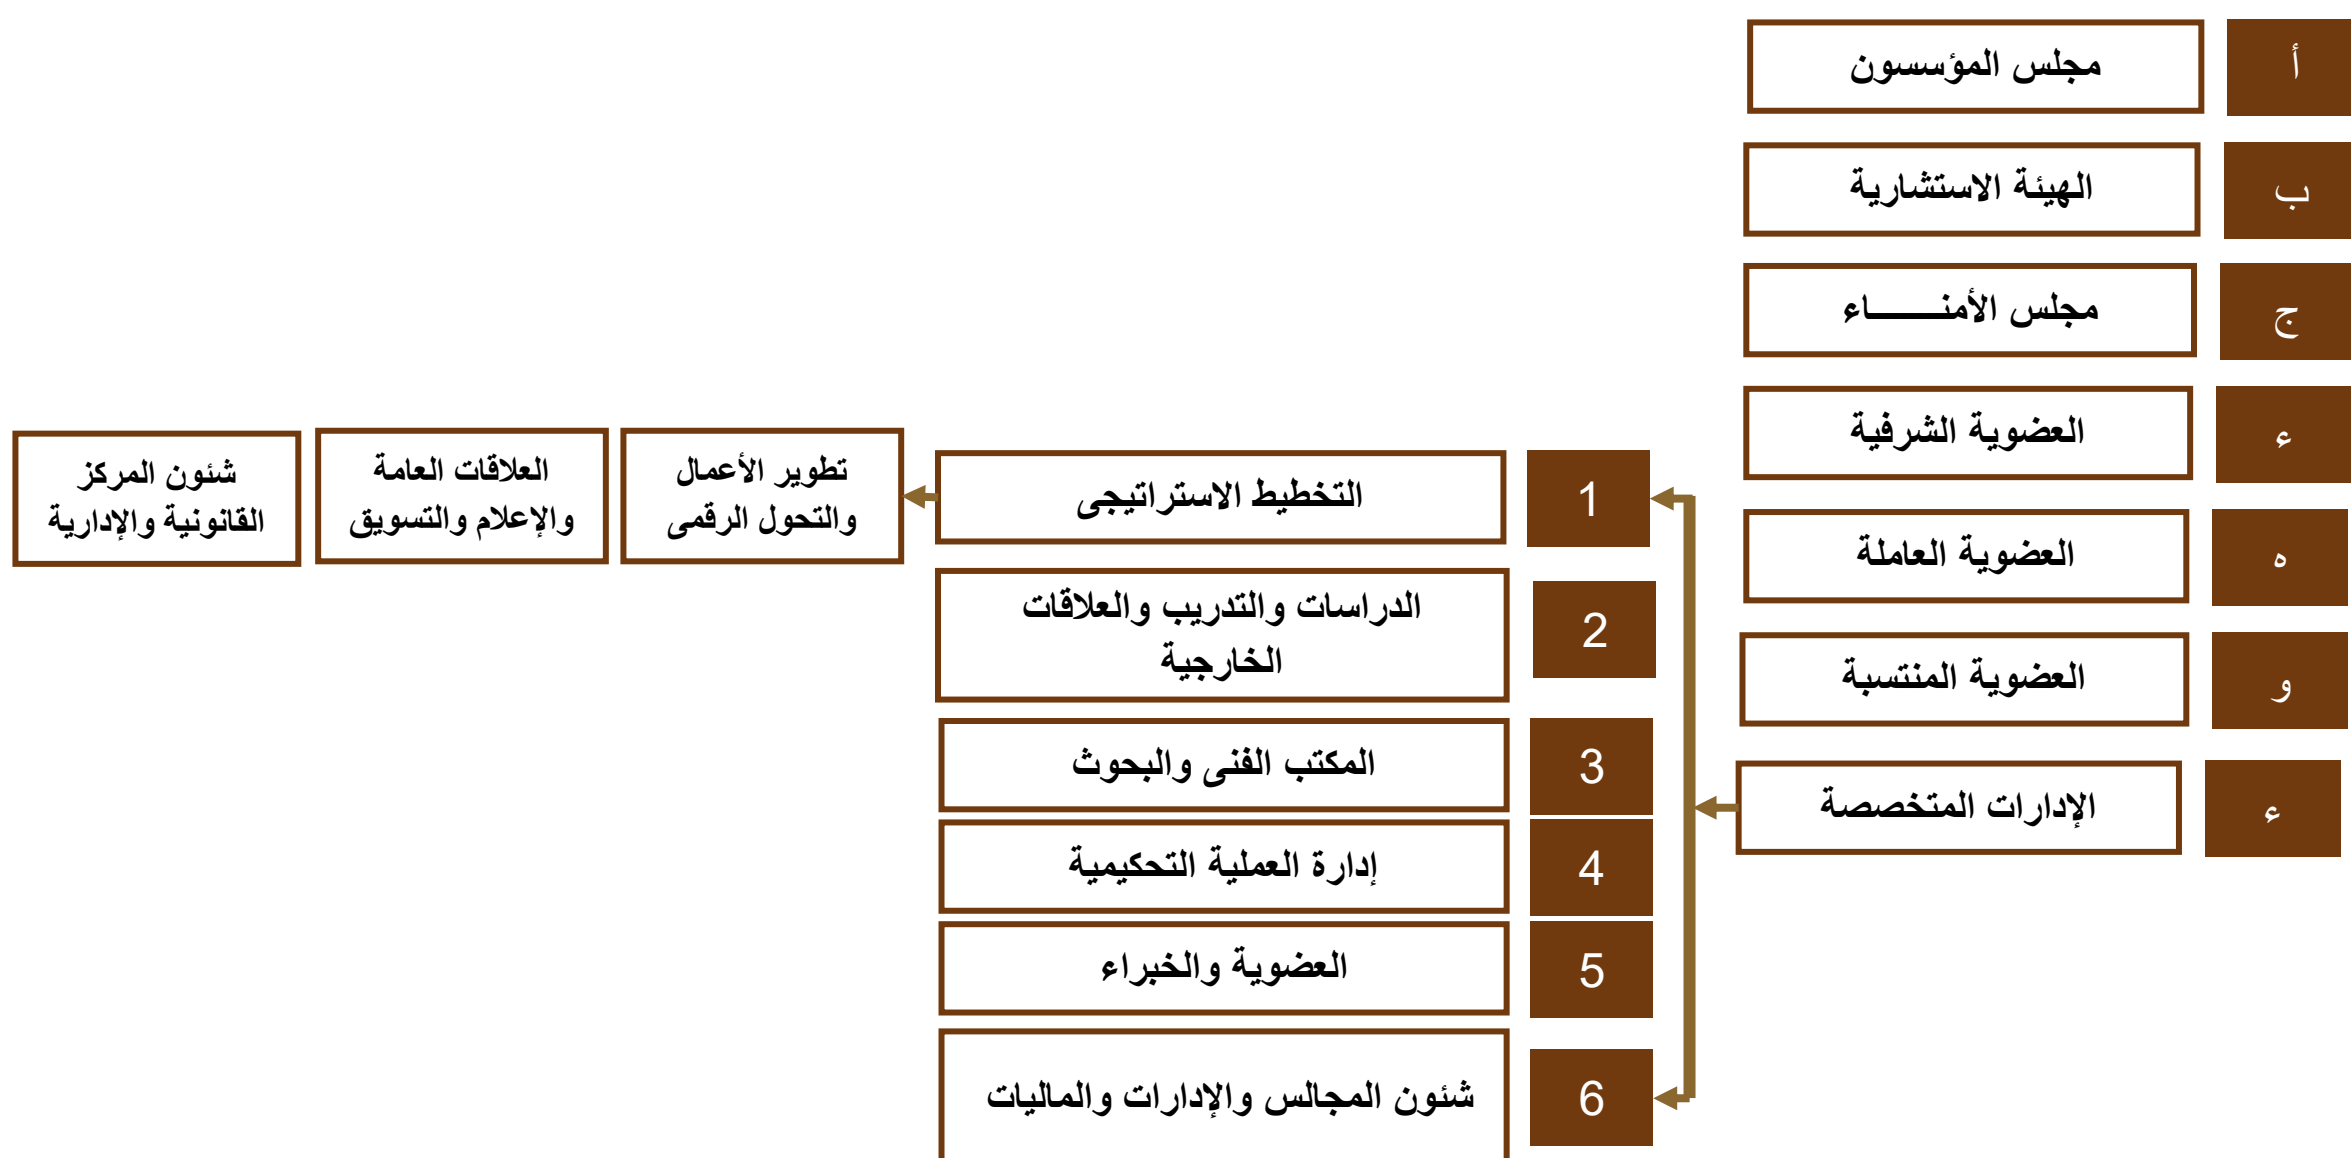 أ
مجلس المؤسسون
ب
الهيئة الاستشارية
ج
مجلس الأمنـــــــاء
ء
العضوية الشرفية
ه
العضوية العاملة
و
العضوية المنتسبة
ء
الإدارات المتخصصة
1
التخطيط الاستراتيجى
تطوير الأعمال
والتحول الرقمى
العلاقات العامة
والإعلام والتسويق
شئون المركز
القانونية والإدارية
2
الدراسات والتدريب والعلاقات
الخارجية
3
المكتب الفنى والبحوث
4
إدارة العملية التحكيمية
5
العضوية والخبراء
6
شئون المجالس والإدارات والماليات